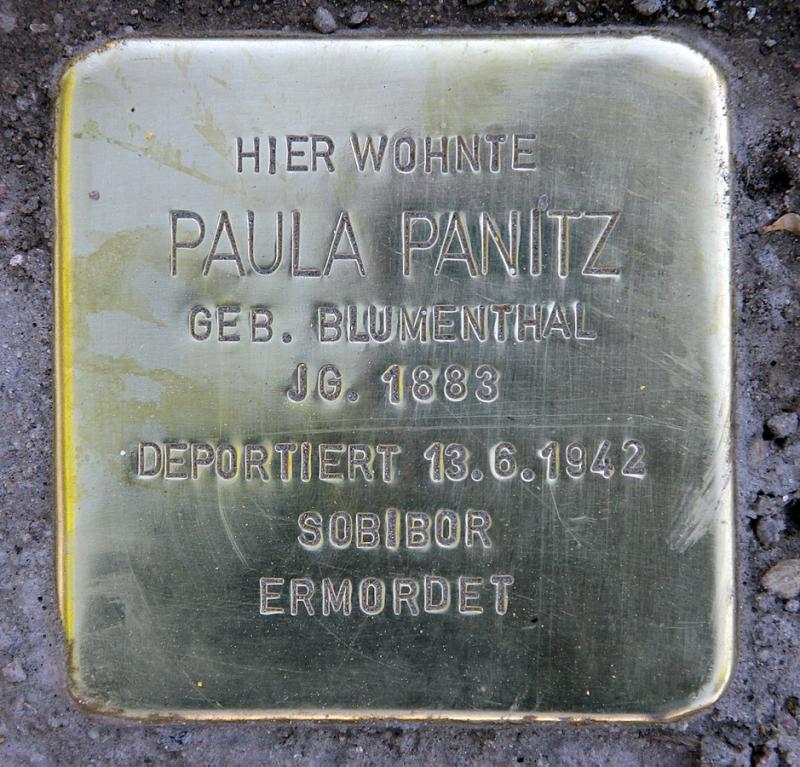 HIER WOHNTE
PAULA PANITZ
GEB. BLUMENTHAL
JG. 1883
DEPORTIERT 13.6.1942
SOBIBOR
ERMORDET